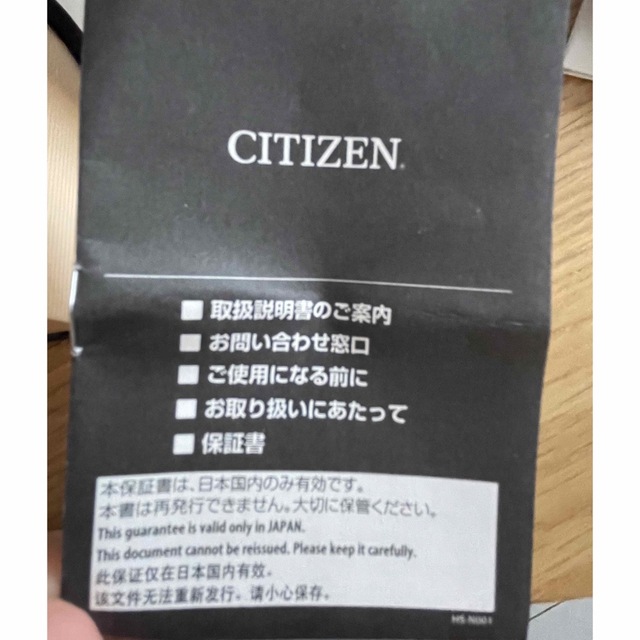 CITIZEN
■ 取扱説明書のご案内
■ お問い合わせ窓口
■ ご使用になる前に
■ お取り扱いにあたって
■ 保証書
本保証書は、日本国内のみ有効です。
本書は再発行できません。大切に保管ください。
This guarantee is valid only in JAPAN.
This document cannot be reissued. Please keep it carefully.
此保证仅在日本国内有效。
该文件无法重新发行。请小心保存。
HS-N001